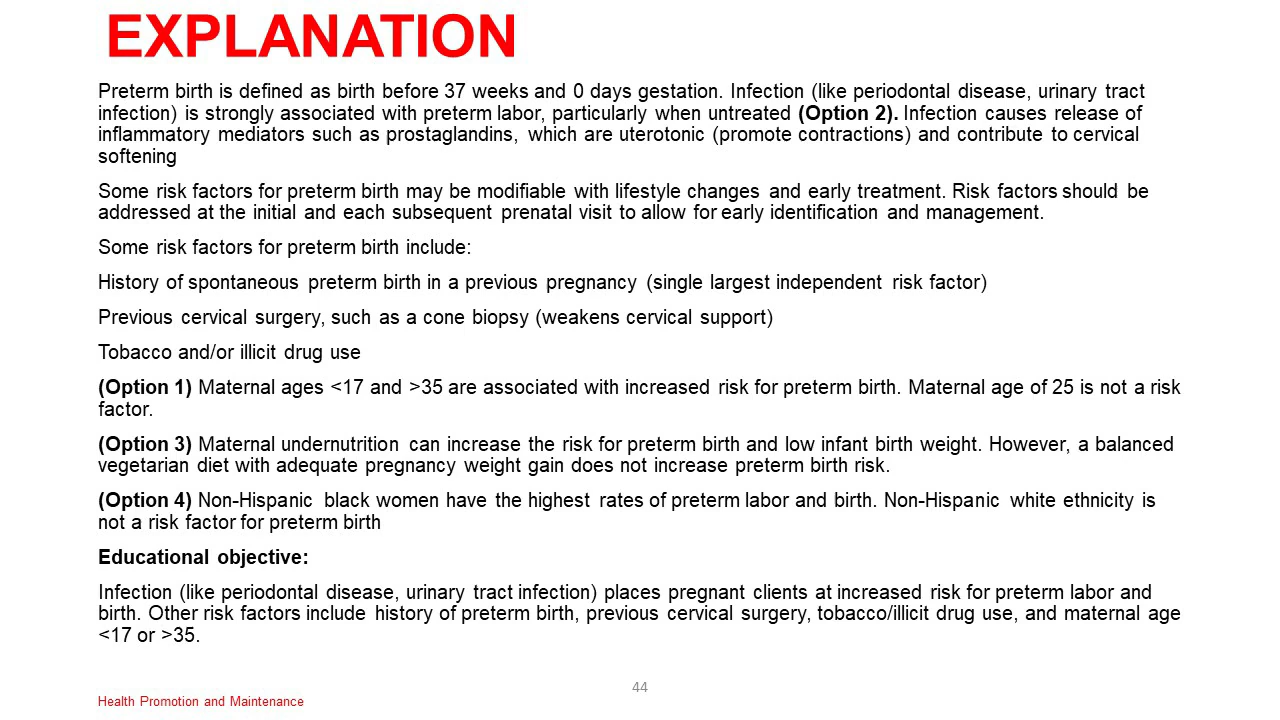 EXPLANATION
Preterm birth is defined as birth before 37 weeks and 0 days gestation. Infection (like periodontal disease, urinary tract
infection) is strongly associated with preterm labor, particularly when untreated (Option 2). Infection causes release of
inflammatory mediators such as prostaglandins, which are uterotonic (promote contractions) and contribute to cervical
softening
Some risk factors for preterm birth may be modifiable with lifestyle changes and early treatment. Risk factors should be
addressed at the initial and each subsequent prenatal visit to allow for early identification and management.
Some risk factors for preterm birth include:
History of spontaneous preterm birth in a previous pregnancy (single largest independent risk factor)
Previous cervical surgery, such as a cone biopsy (weakens cervical support)
Tobacco and/or illicit drug use
(Option 1) Maternal ages <17 and >35 are associated with increased risk for preterm birth. Maternal age of 25 is not a risk
factor.
(Option 3) Maternal undernutrition can increase the risk for preterm birth and low infant birth weight. However, a balanced
vegetarian diet with adequate pregnancy weight gain does not increase preterm birth risk.
(Option 4) Non-Hispanic black women have the highest rates of preterm labor and birth. Non-Hispanic white ethnicity is
not a risk factor for preterm birth
Educational objective:
Infection (like periodontal disease, urinary tract infection) places pregnant clients at increased risk for preterm labor and
birth. Other risk factors include history of preterm birth, previous cervical surgery, tobacco/illicit drug use, and maternal age
<17 or >35.
44
Health Promotion and Maintenance